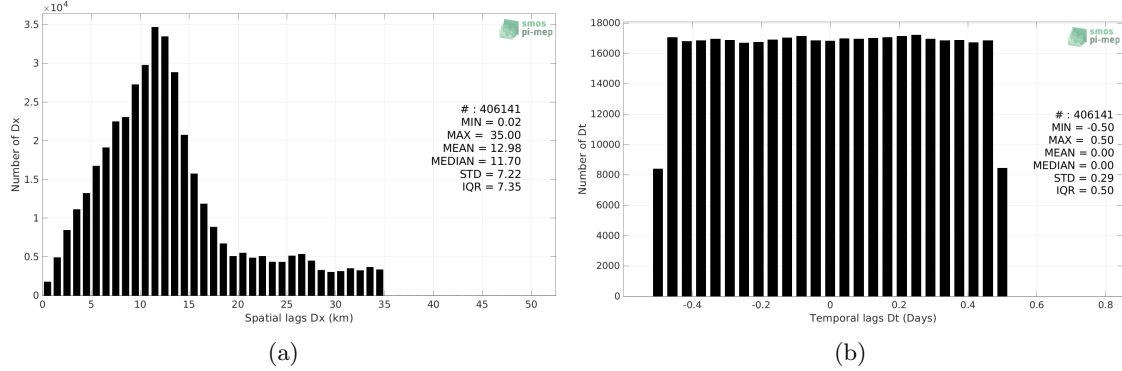 ×10⁴
3.5
3
2.5
2
1.5
1
0.5
0
Number of Dx
0 5 10 15 20 25 30 35 40 45 50
Spatial lags Dx (km)
smos
pi-mep
# : 406141
MIN = 0.02
MAX = 35.00
MEAN = 12.98
MEDIAN = 11.70
STD = 7.22
IQR = 7.35
(a)
18000
16000
14000
12000
10000
8000
6000
4000
2000
0
Number of Dt
-0.4 -0.2 0 0.2 0.4 0.6 0.8
Temporal lags Dt (Days)
smos
pi-mep
# : 406141
MIN = -0.50
MAX = 0.50
MEAN = 0.00
MEDIAN = 0.00
STD = 0.29
IQR = 0.50
(b)